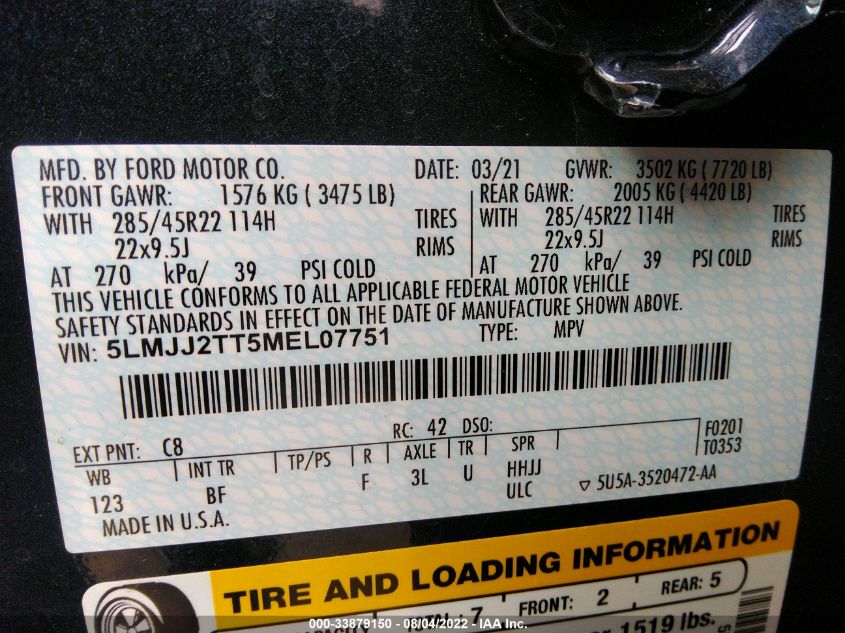 MFD. BY FORD MOTOR CO. DATE: 03/21 GVWR: 3502 KG ( 7720 LB)
FRONT GAWR: 1576 KG ( 3475 LB) REAR GAWR: 2005 KG ( 4420 LB)
WITH 285/45R22 114H TIRES WITH 285/45R22 114H TIRES
22x9.5J RIMS 22x9.5J RIMS
AT 270 kPa/ 39 PSI COLD AT 270 kPa/ 39 PSI COLD
THIS VEHICLE CONFORMS TO ALL APPLICABLE FEDERAL MOTOR VEHICLE
SAFETY STANDARDS IN EFFECT ON THE DATE OF MANUFACTURE SHOWN ABOVE.
VIN: 5LMJJ2TT5MEL07751 TYPE: MPV
EXT PNT: C8 RC: 42 DSO: F0201
T0353
WB INT TR TP/PS R AXLE TR SPR
123 BF F 3L U HHJJ
ULC ▽ 5U5A-3520472-AA
MADE IN U.S.A.
TIRE AND LOADING INFORMATION
7 FRONT: 2 REAR: 5
1519 lbs.
000-33879150 - 08/04/2022 - IAA Inc.